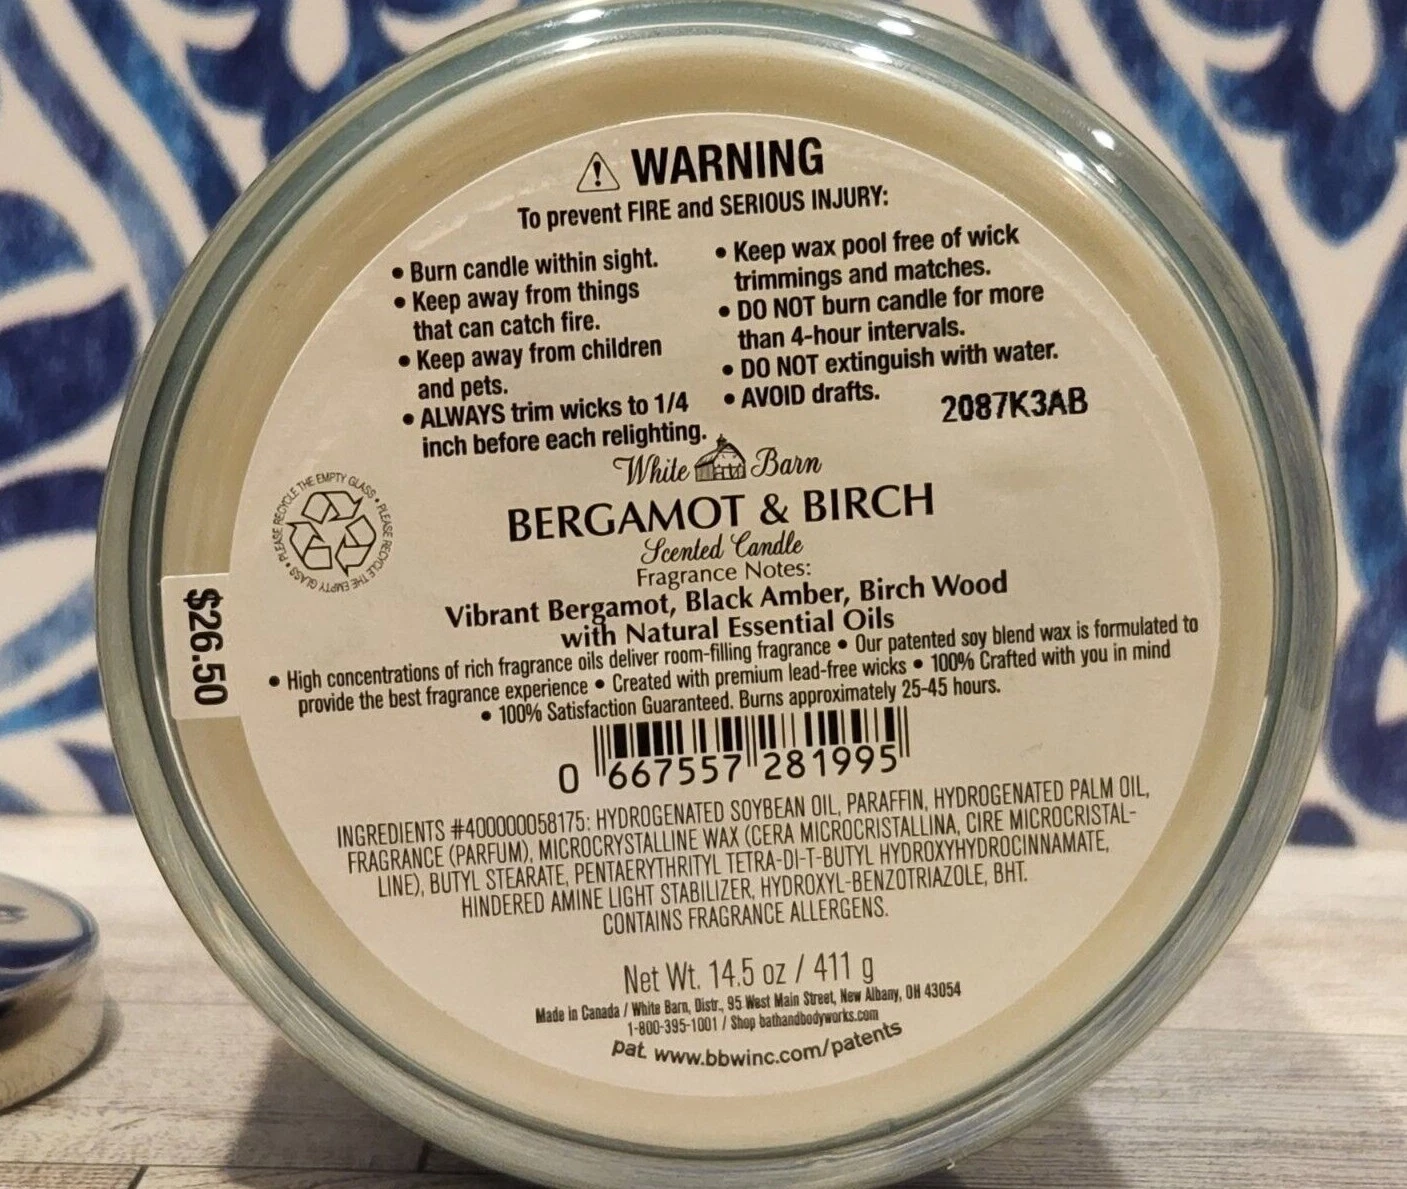 WARNING
To prevent FIRE and SERIOUS INJURY:
• Burn candle within sight.
• Keep away from things
that can catch fire.
• Keep away from children
and pets.
• ALWAYS trim wicks to 1/4
inch before each relighting.
• Keep wax pool free of wick
trimmings and matches.
• DO NOT burn candle for more
than 4-hour intervals.
• DO NOT extinguish with water.
• AVOID drafts.
2087K3AB
PLEASE RECYCLE THE EMPTY GLASS • PLEASE RECYCLE THE EMPTY GLASS •
$26.50
White Barn
BERGAMOT & BIRCH
Scented Candle
Fragrance Notes:
Vibrant Bergamot, Black Amber, Birch Wood
with Natural Essential Oils
• High concentrations of rich fragrance oils deliver room-filling fragrance • Our patented soy blend wax is formulated to
provide the best fragrance experience • Created with premium lead-free wicks • 100% Crafted with you in mind
• 100% Satisfaction Guaranteed. Burns approximately 25-45 hours.
0 667557 281995
INGREDIENTS #400000058175: HYDROGENATED SOYBEAN OIL, PARAFFIN, HYDROGENATED PALM OIL,
FRAGRANCE (PARFUM), MICROCRYSTALLINE WAX (CERA MICROCRISTALLINA, CIRE MICROCRISTAL-
LINE), BUTYL STEARATE, PENTAERYTHRITYL TETRA-DI-T-BUTYL HYDROXYHYDROCINNAMATE,
HINDERED AMINE LIGHT STABILIZER, HYDROXYL-BENZOTRIAZOLE, BHT.
CONTAINS FRAGRANCE ALLERGENS.
Net Wt. 14.5 oz / 411 g
Made in Canada / White Barn, Distr., 95 West Main Street, New Albany, OH 43054
1-800-395-1001 / Shop bathandbodyworks.com
pat. www.bbwinc.com/patents